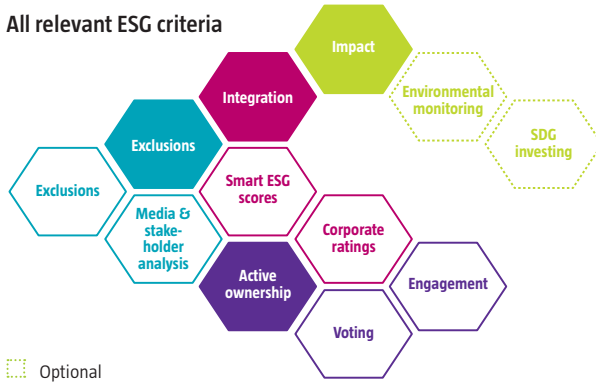 All relevant ESG criteria
Impact
Integration
Environmental
monitoring
SDG
investing
Exclusions
Exclusions
Smart ESG
scores
Media &
stake-
holder
analysis
Corporate
ratings
Active
ownership
Engagement
Voting
Optional